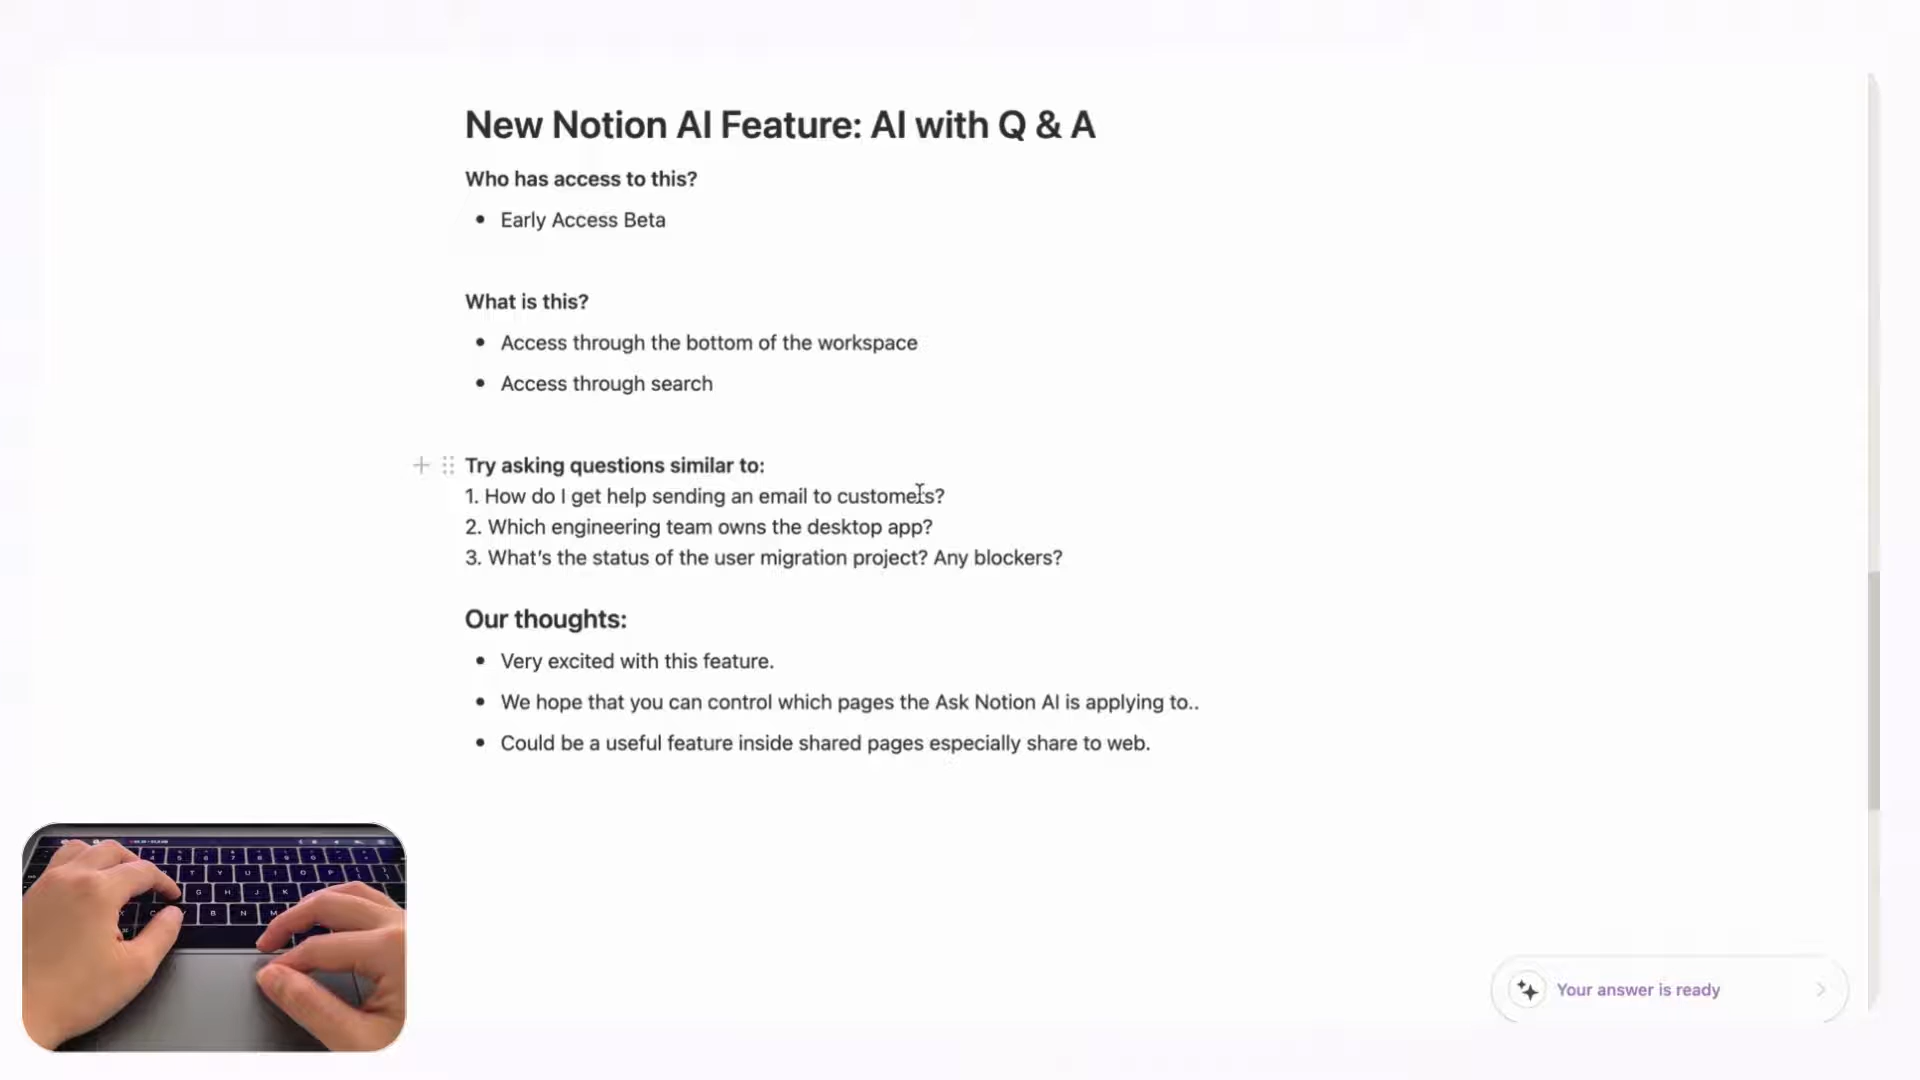 New Notion AI Feature: AI with Q & A
Who has access to this?
• Early Access Beta
What is this?
• Access through the bottom of the workspace
• Access through search
Try asking questions similar to:
1. How do I get help sending an email to customers?
2. Which engineering team owns the desktop app?
3. What's the status of the user migration project? Any blockers?
Our thoughts:
• Very excited with this feature.
• We hope that you can control which pages the Ask Notion AI is applying to..
• Could be a useful feature inside shared pages especially share to web.
Your answer is ready